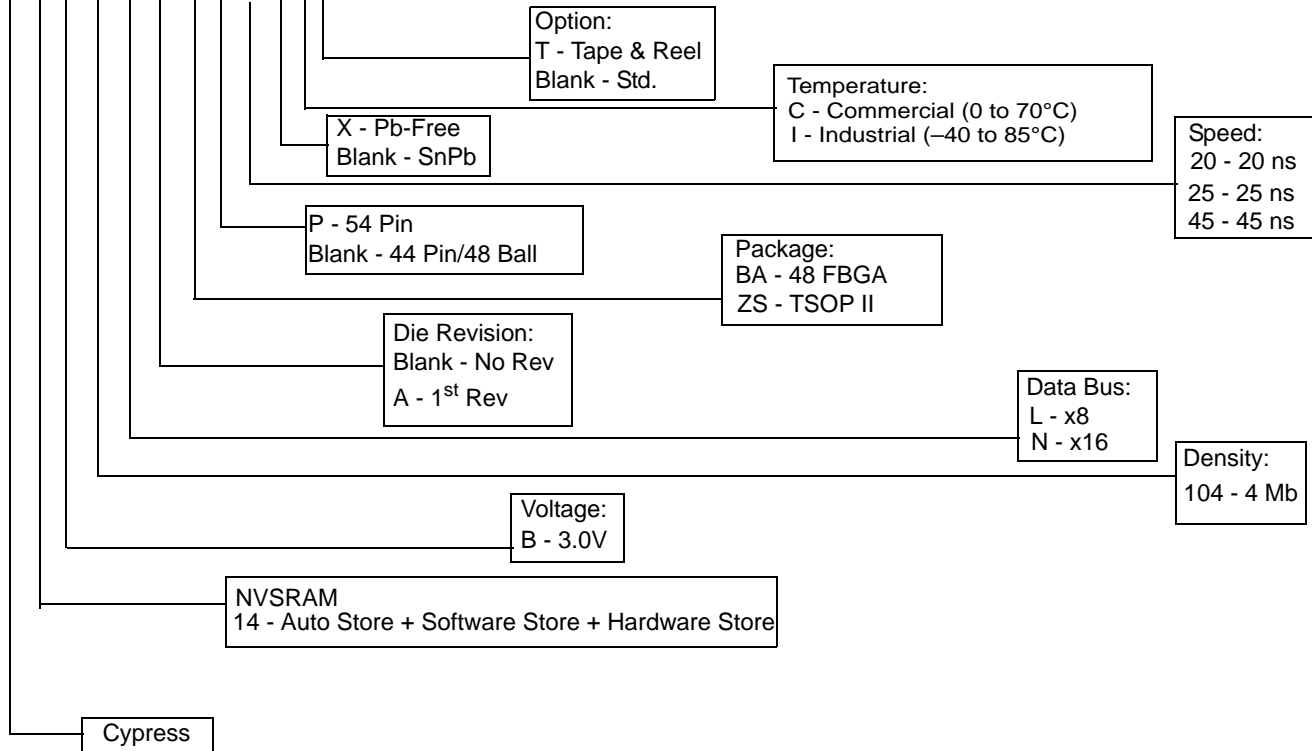 Option:
T - Tape & Reel
Blank - Std.
Temperature:
C - Commercial (0 to 70°C)
I - Industrial (–40 to 85°C)
X - Pb-Free
Blank - SnPb
Speed:
20 - 20 ns
25 - 25 ns
45 - 45 ns
P - 54 Pin
Blank - 44 Pin/48 Ball
Package:
BA - 48 FBGA
ZS - TSOP II
Die Revision:
Blank - No Rev
A - 1st Rev
Data Bus:
L - x8
N - x16
Density:
104 - 4 Mb
Voltage:
B - 3.0V
NVSRAM
14 - Auto Store + Software Store + Hardware Store
Cypress